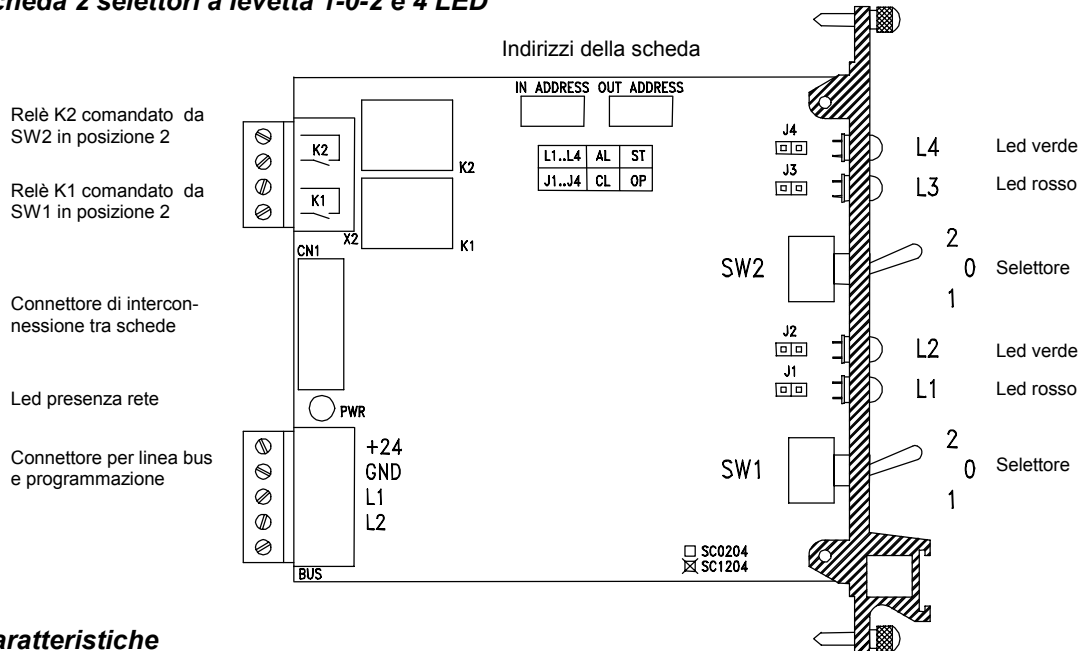 cheda 2 selettori a levetta 1-0-2 e 4 LED
Indirizzi della scheda
IN ADDRESS OUT ADDRESS
Relè K2 comandato da
SW2 in posizione 2
Relè K1 comandato da
SW1 in posizione 2
K2
K1
K2
K1
X2
L1..L4 AL ST
J1..J4 CL OP
J4
J3
L4 Led verde
L3 Led rosso
CN1
SW2
2
0 Selettore
1
Connettore di intercon-
nessione tra schede
J2
J1
L2 Led verde
L1 Led rosso
Led presenza rete
PWR
Connettore per linea bus
e programmazione
+24
GND
L1
L2
BUS
SW1
2
0 Selettore
1
SC0204
SC1204
aratteristiche